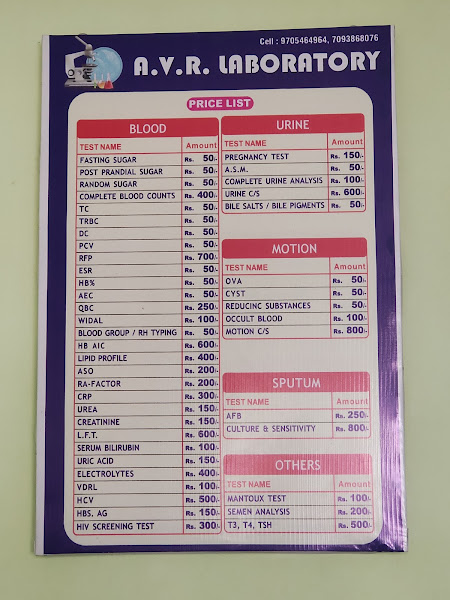 Cell : 9705464964, 7093868076
A.V.R. LABORATORY
PRICE LIST
BLOOD
TEST NAME Amount
FASTING SUGAR Rs. 50/-
POST PRANDIAL SUGAR Rs. 50/-
RANDOM SUGAR Rs. 50/-
COMPLETE BLOOD COUNTS Rs. 400/-
TC Rs. 50/-
TRBC Rs. 50/-
DC Rs. 50/-
PCV Rs. 50/-
RFP Rs. 700/-
ESR Rs. 50/-
HB% Rs. 50/-
AEC Rs. 50/-
QBC Rs. 250/-
WIDAL Rs. 100/-
BLOOD GROUP / RH TYPING Rs. 50/-
HB AIC Rs. 600/-
LIPID PROFILE Rs. 400/-
ASO Rs. 200/-
RA-FACTOR Rs. 200/-
CRP Rs. 300/-
UREA Rs. 150/-
CREATININE Rs. 150/-
L.F.T. Rs. 600/-
SERUM BILIRUBIN Rs. 100/-
URIC ACID Rs. 150/-
ELECTROLYTES Rs. 400/-
VDRL Rs. 100/-
HCV Rs. 500/-
HBS, AG Rs. 150/-
HIV SCREENING TEST Rs. 300/-
URINE
TEST NAME Amount
PREGNANCY TEST Rs. 150/-
A.S.M. Rs. 50/-
COMPLETE URINE ANALYSIS Rs. 100/-
URINE C/S Rs. 600/-
BILE SALTS / BILE PIGMENTS Rs. 50/-
MOTION
TEST NAME Amount
OVA Rs. 50/-
CYST Rs. 50/-
REDUCINC SUBSTANCES Rs. 50/-
OCCULT BLOOD Rs. 100/-
MOTION C/S Rs. 800/-
SPUTUM
TEST NAME Amount
AFB Rs. 250/-
CULTURE & SENSITIVITY Rs. 800/-
OTHERS
TEST NAME Amount
MANTOUX TEST Rs. 100/-
SEMEN ANALYSIS Rs. 200/-
T3, T4, TSH Rs. 500/-